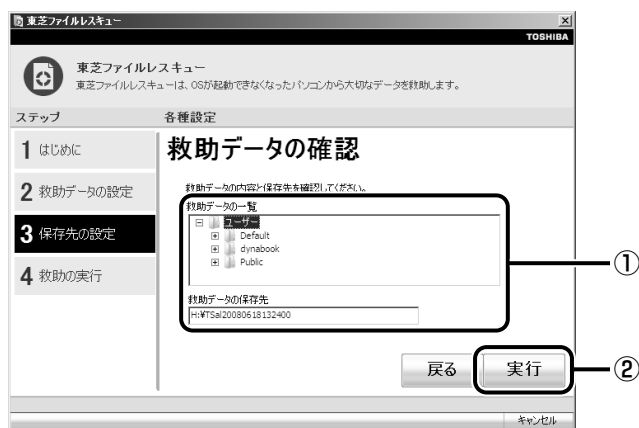 東芝ファイルレスキュー
TOSHIBA
東芝ファイルレスキュー
東芝ファイルレスキューは、OSが起動できなくなったパソコンから大切なデータを救助します。
ステップ
各種設定
1 はじめに
2 救助データの設定
3 保存先の設定
4 救助の実行
救助データの確認
救助データの内容と保存先を確認してください。
救助データの一覧
ユーザー
Default
dynabook
Public
救助データの保存先
H:¥TSal20080618132400
戻る
実行
キャンセル
①
②